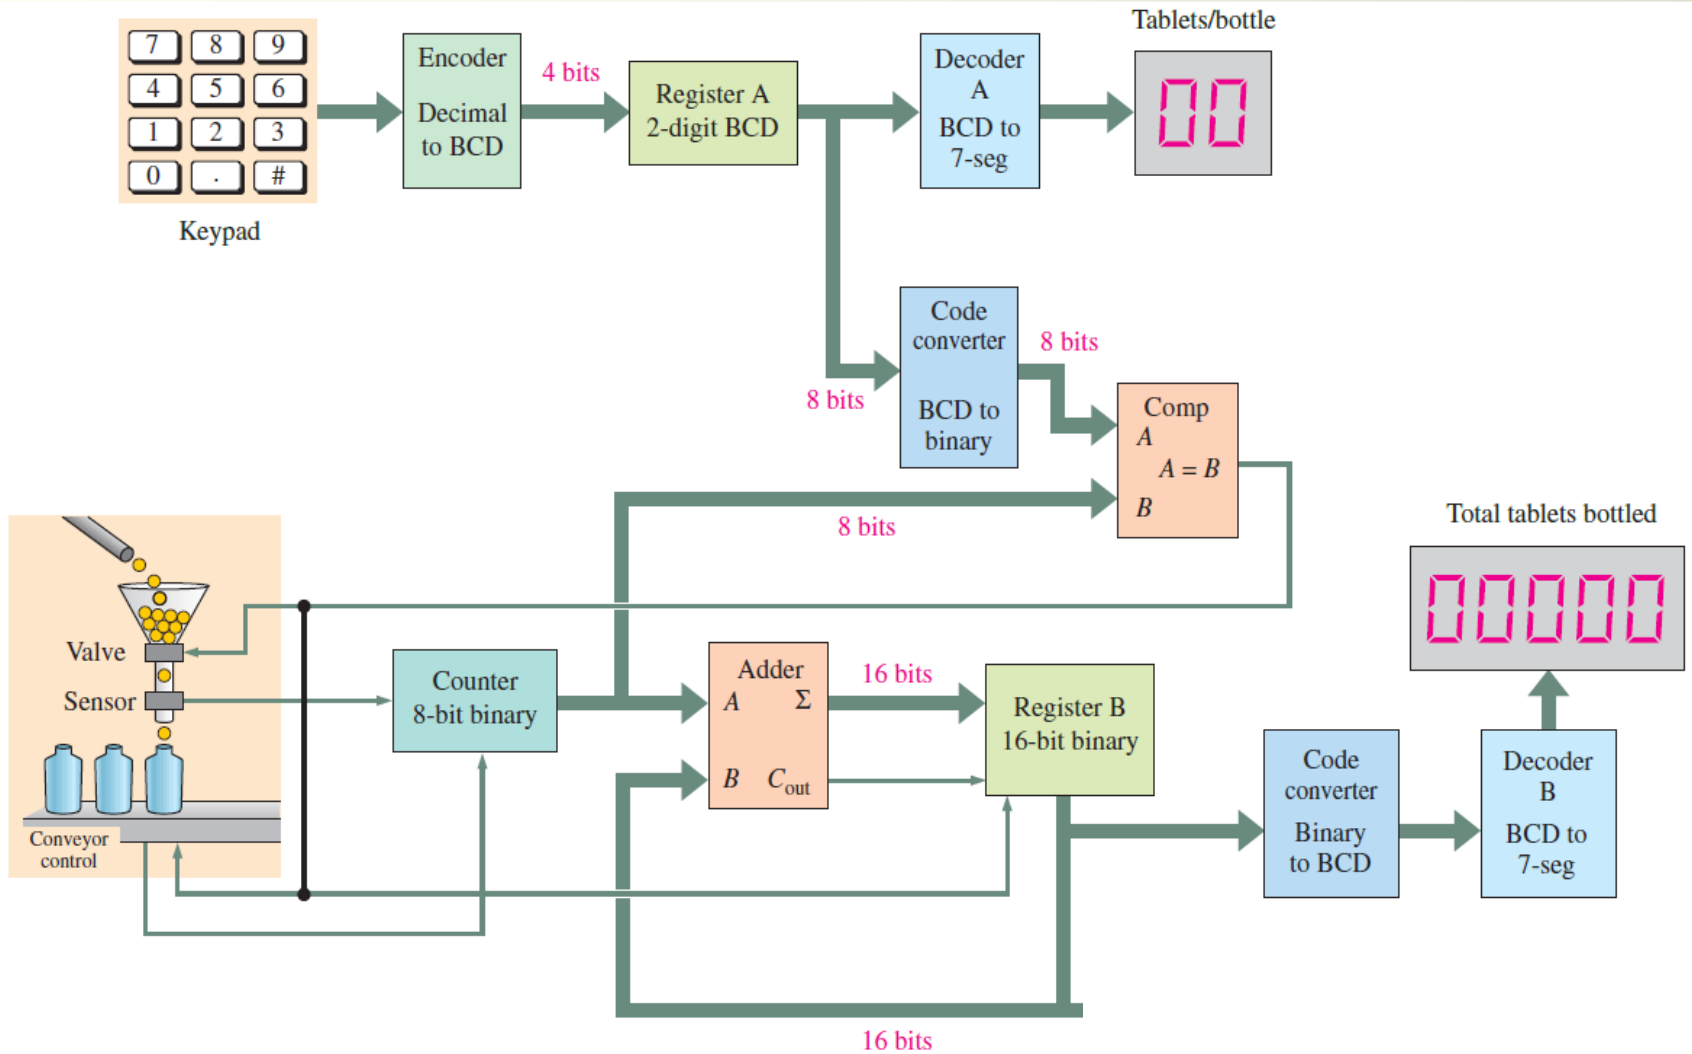 Tablets/bottle
7 8 9
4 5 6
1 2 3
0 . #
Keypad
Encoder
Decimal
to BCD
4 bits
Register A
2-digit BCD
Decoder
A
BCD to
7-seg
00
8 bits
Code
converter
BCD to
binary
8 bits
Comp
A
A = B
B
8 bits
Total tablets bottled
00000
Valve
Sensor
Conveyor
control
Counter
8-bit binary
Adder
A Σ
B Cout
16 bits
Register B
16-bit binary
Code
converter
Binary
to BCD
Decoder
B
BCD to
7-seg
16 bits